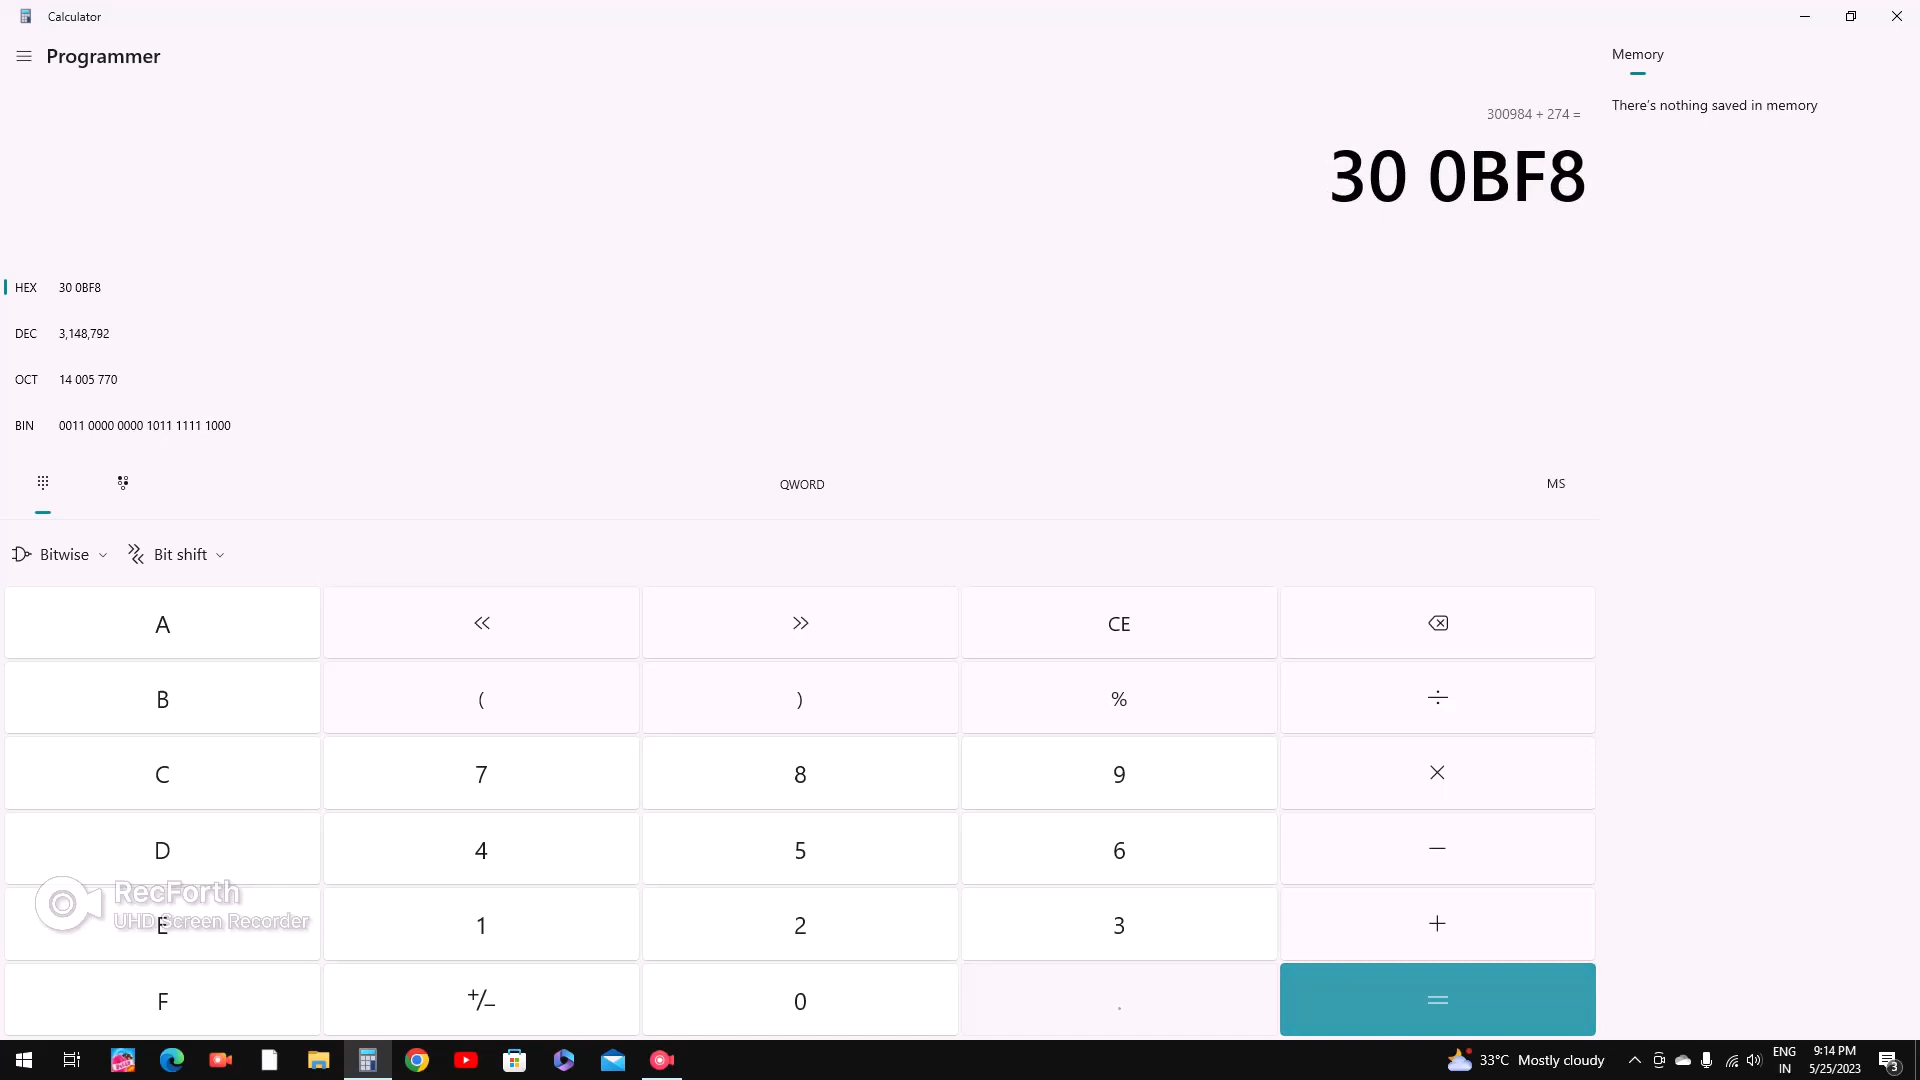 Calculator
Programmer
Memory
There's nothing saved in memory
300984 + 274 =
30 0BF8
HEX 30 0BF8
DEC 3,148,792
OCT 14 005 770
BIN 0011 0000 0000 1011 1111 1000
QWORD MS
Bitwise Bit shift
A « » CE
B ( ) % ÷
C 7 8 9 ×
D 4 5 6 −
E 1 2 3 +
F +/− 0 . =
RecForth
UHD Screen Recorder
33°C Mostly cloudy
ENG
IN
9:14 PM
5/25/2023
3